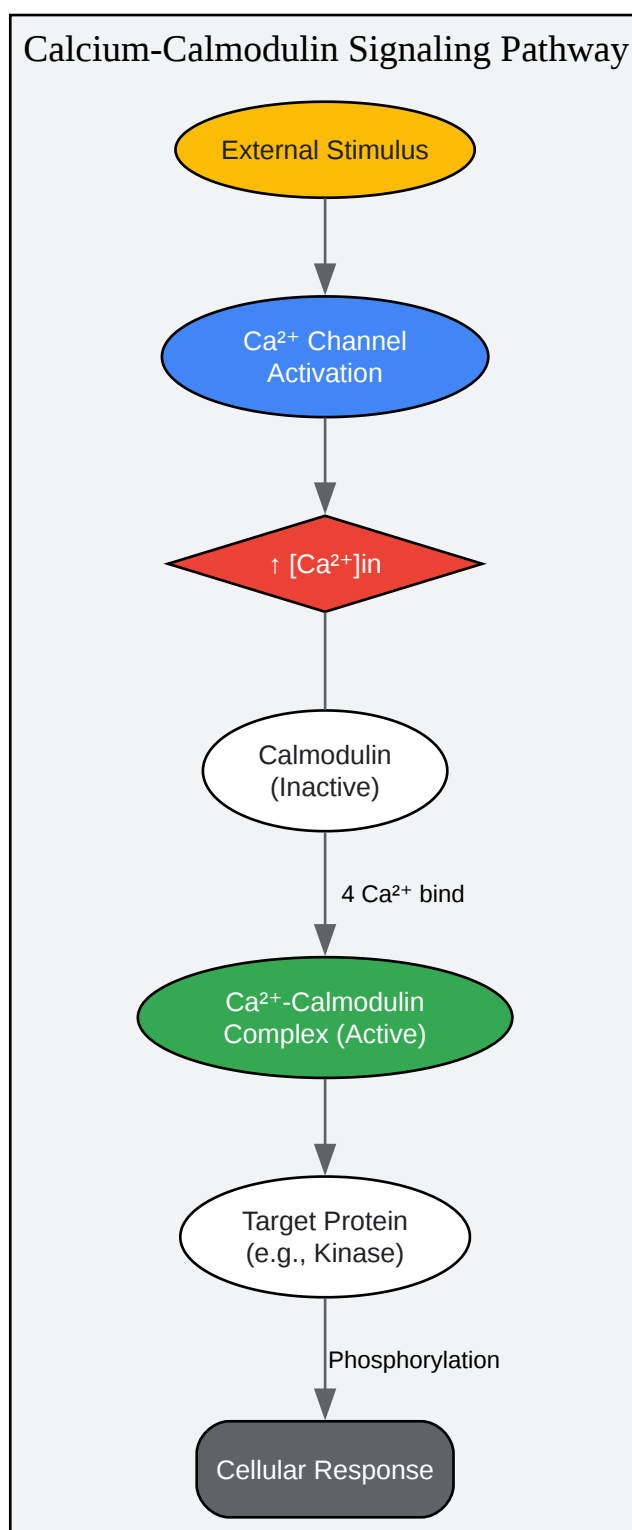 Calcium-Calmodulin Signaling Pathway
External Stimulus
Ca²⁺ Channel
Activation
↑ [Ca²⁺]in
Calmodulin
(Inactive)
4 Ca²⁺ bind
Ca²⁺-Calmodulin
Complex (Active)
Target Protein
(e.g., Kinase)
Phosphorylation
Cellular Response